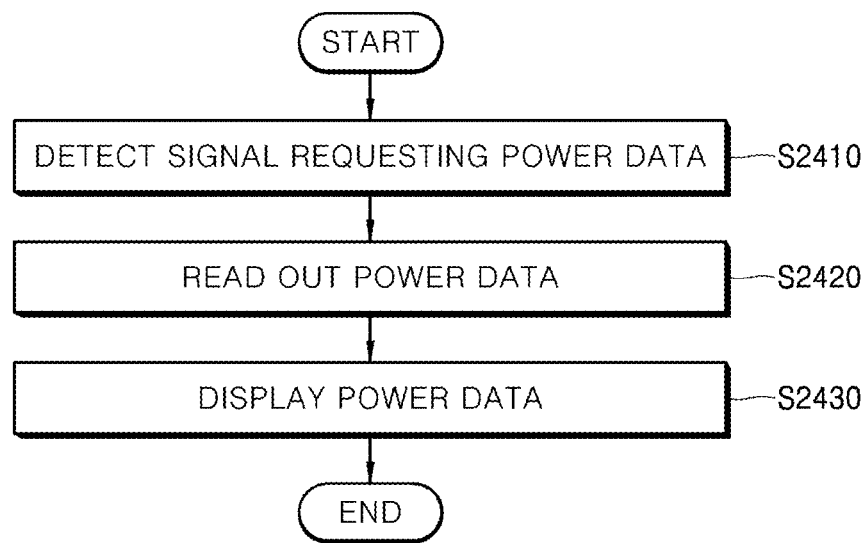 START
DETECT SIGNAL REQUESTING POWER DATA S2410
READ OUT POWER DATA S2420
DISPLAY POWER DATA S2430
END